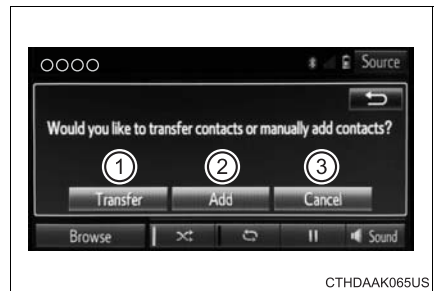 ○○○○ Source
Would you like to transfer contacts or manually add contacts?
1 2 3
Transfer Add Cancel
Browse Sound
CTHDAAK065US